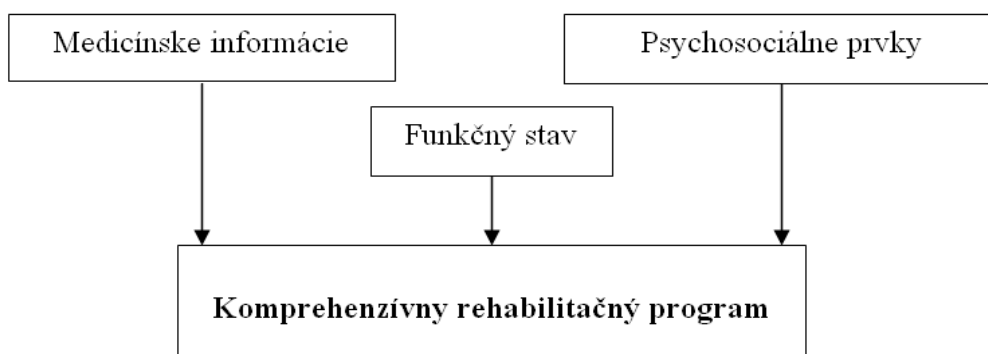 Medicínske informácie
Psychosociálne prvky
Funkčný stav
Komprehenzívny rehabilitačný program